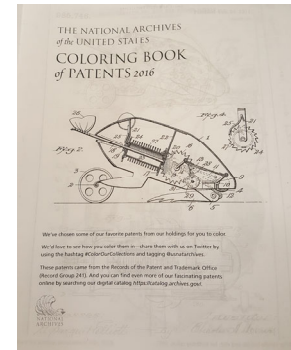 THE NATIONAL ARCHIVES
of the UNITED STATES
COLORING BOOK
of PATENTS 2016
We've chosen some of our favorite patents from our holdings for you to color.
We'd love to see how you color them in - share them with us on Twitter by
using the hashtag #ColorOurCollections and tagging @usnatarchives.
These patents came from the Records of the Patent and Trademark Office
(Record Group 241). And you can find even more of our fascinating patents
online by searching our digital catalog https://catalog.archives.gov/.
NATIONAL
ARCHIVES